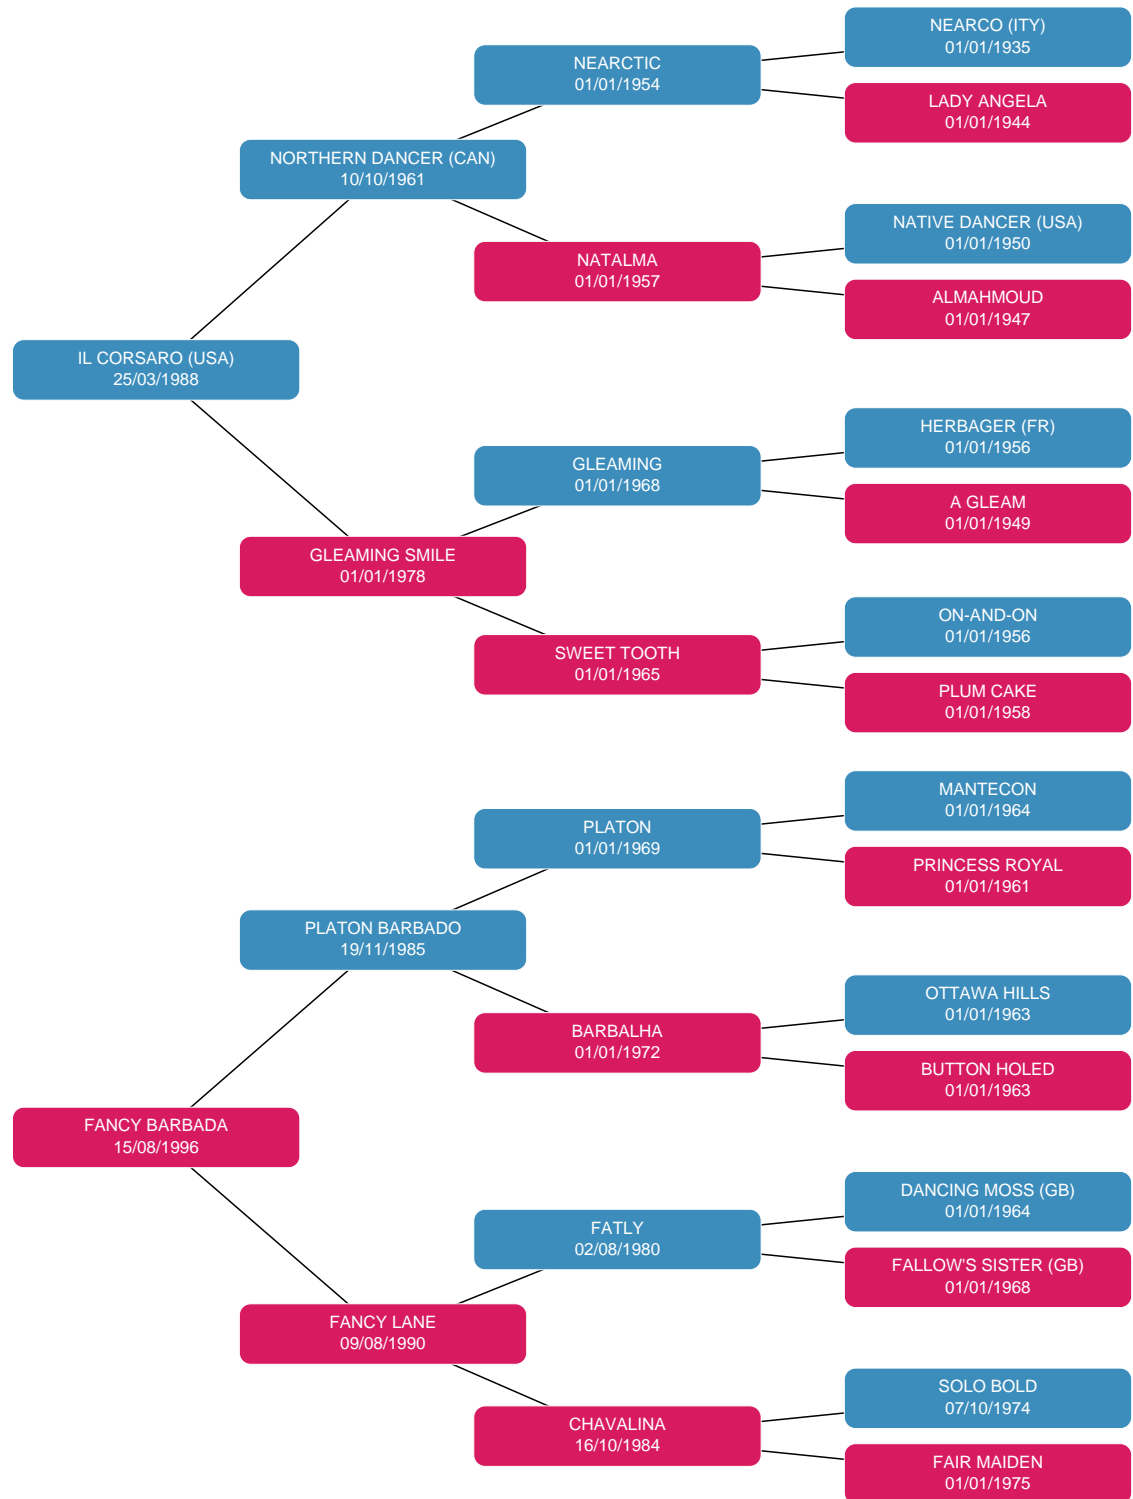 NEARCO (ITY)
01/01/1935
NEARCTIC
01/01/1954
LADY ANGELA
01/01/1944
NORTHERN DANCER (CAN)
10/10/1961
NATIVE DANCER (USA)
01/01/1950
NATALMA
01/01/1957
ALMAHMOUD
01/01/1947
IL CORSARO (USA)
25/03/1988
HERBAGER (FR)
01/01/1956
GLEAMING
01/01/1968
A GLEAM
01/01/1949
GLEAMING SMILE
01/01/1978
ON-AND-ON
01/01/1956
SWEET TOOTH
01/01/1965
PLUM CAKE
01/01/1958
MANTECON
01/01/1964
PLATON
01/01/1969
PRINCESS ROYAL
01/01/1961
PLATON BARBADO
19/11/1985
OTTAWA HILLS
01/01/1963
BARBALHA
01/01/1972
BUTTON HOLED
01/01/1963
FANCY BARBADA
15/08/1996
DANCING MOSS (GB)
01/01/1964
FATLY
02/08/1980
FALLOW'S SISTER (GB)
01/01/1968
FANCY LANE
09/08/1990
SOLO BOLD
07/10/1974
CHAVALINA
16/10/1984
FAIR MAIDEN
01/01/1975